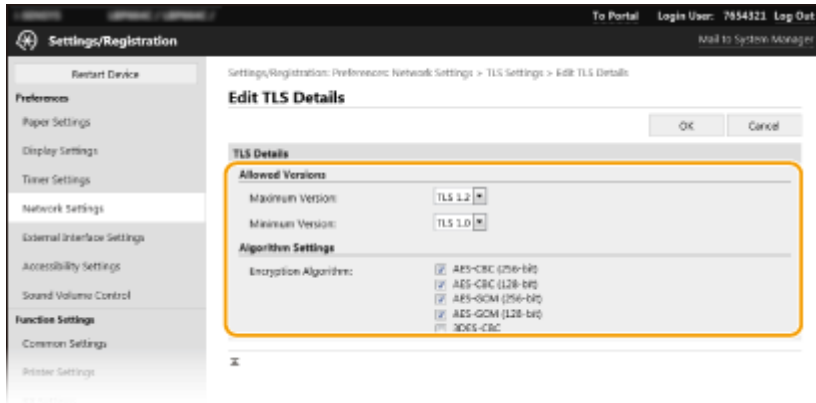 To Portal Login User: 7654321 Log Out
Settings/Registration
Mail to System Manager
Restart Device
Preferences
Paper Settings
Display Settings
Timer Settings
Network Settings
External Interface Settings
Accessibility Settings
Sound Volume Control
Function Settings
Common Settings
Printer Settings
Settings/Registration: Preferences: Network Settings > TLS Settings > Edit TLS Details
Edit TLS Details
OK Cancel
TLS Details
Allowed Versions
Maximum Version: TLS 1.2
Minimum Version: TLS 1.0
Algorithm Settings
Encryption Algorithm: AES-CBC (256-bit)
AES-CBC (128-bit)
AES-GCM (256-bit)
AES-GCM (128-bit)
3DES-CBC